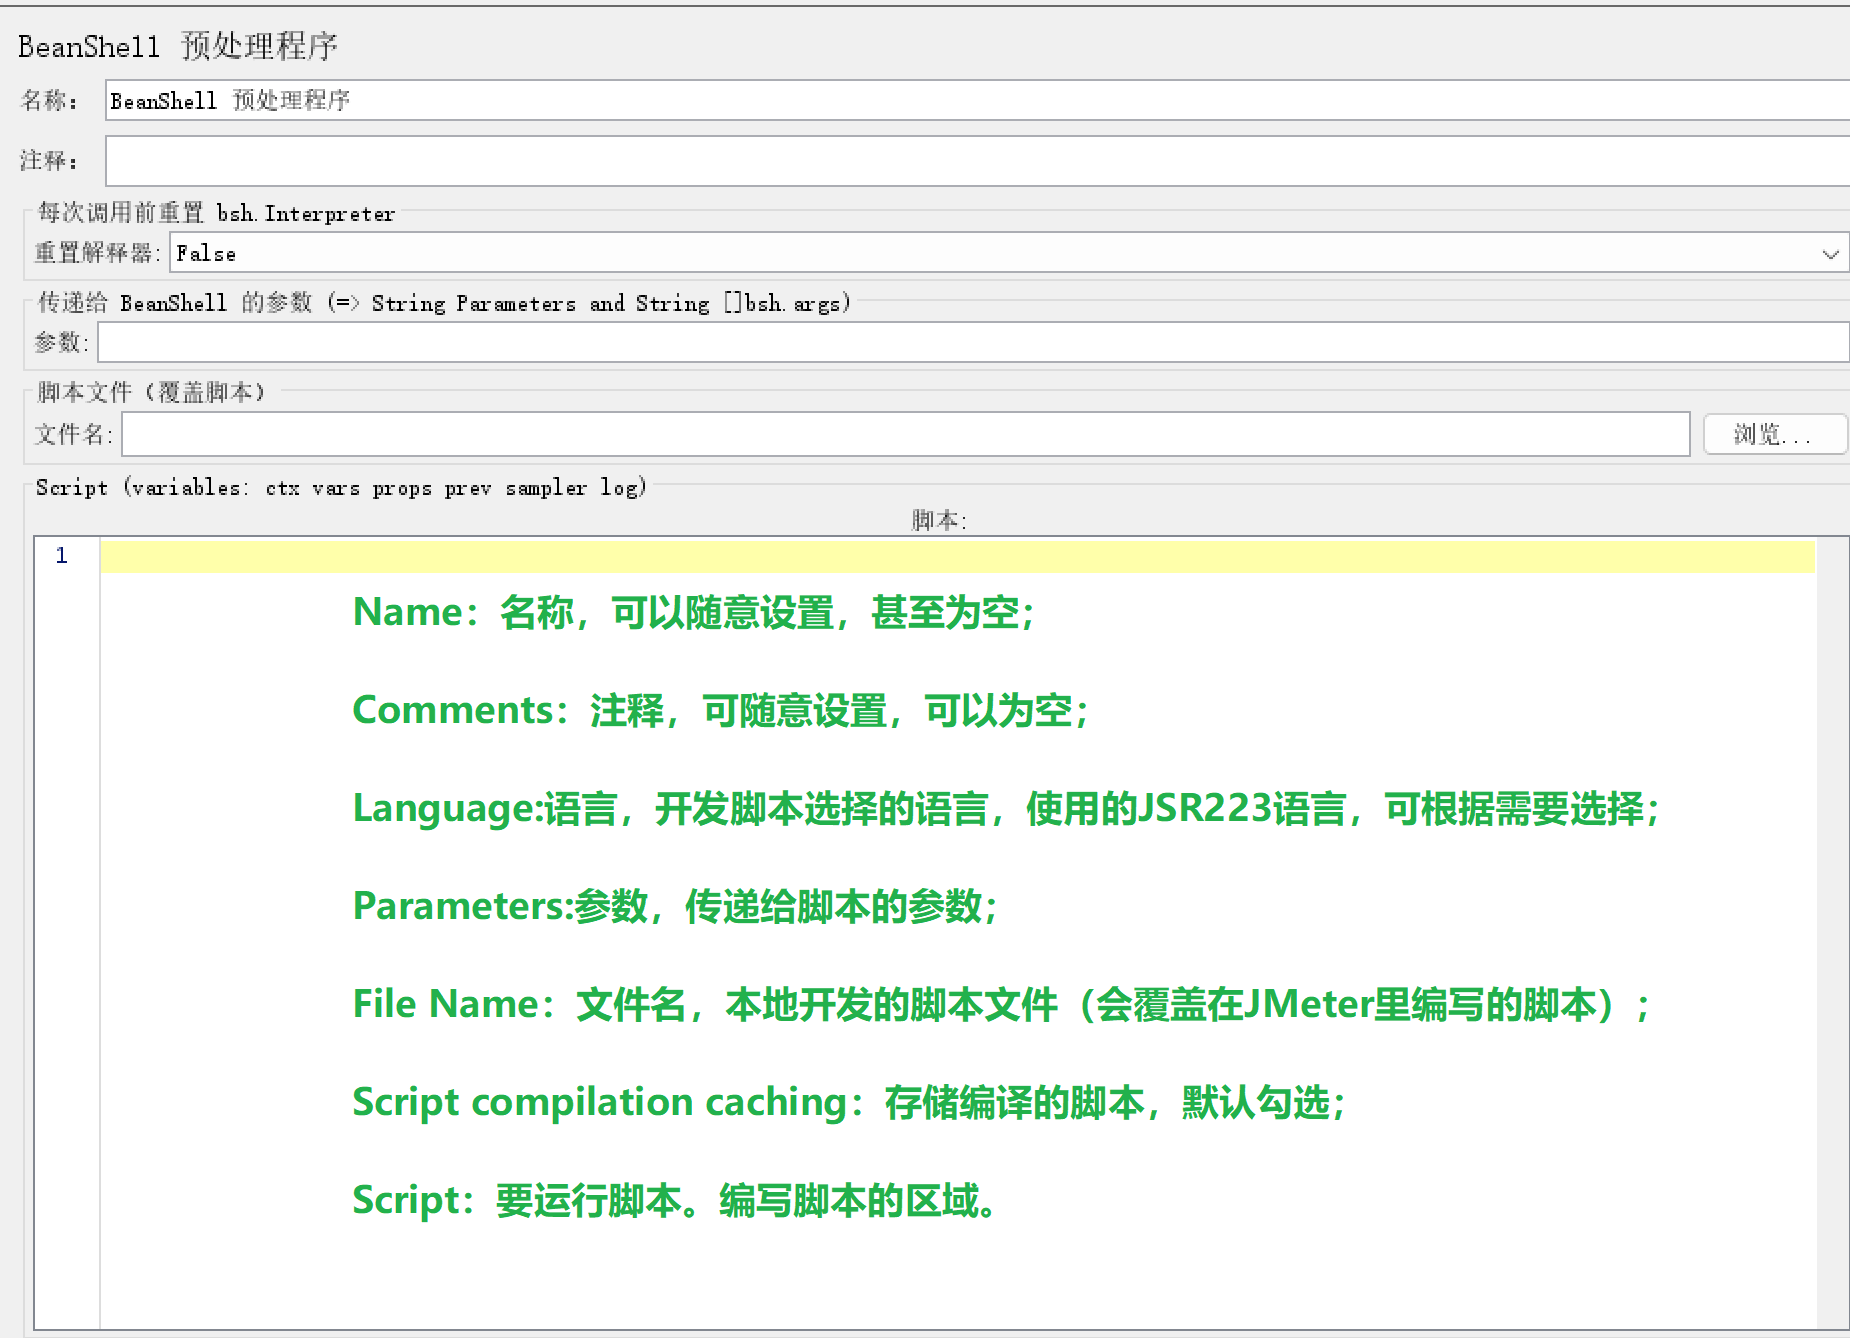 BeanShell 预处理程序
名称： BeanShell 预处理程序
注释：
每次调用前重置 bsh.Interpreter
重置解释器: False
传递给 BeanShell 的参数 (=> String Parameters and String []bsh.args)
参数:
脚本文件（覆盖脚本）
文件名: 浏览...
Script (variables: ctx vars props prev sampler log)
脚本:
1
Name：名称，可以随意设置，甚至为空；
Comments：注释，可随意设置，可以为空；
Language:语言，开发脚本选择的语言，使用的JSR223语言，可根据需要选择；
Parameters:参数，传递给脚本的参数；
File Name：文件名，本地开发的脚本文件（会覆盖在JMeter里编写的脚本）；
Script compilation caching：存储编译的脚本，默认勾选；
Script：要运行脚本。编写脚本的区域。